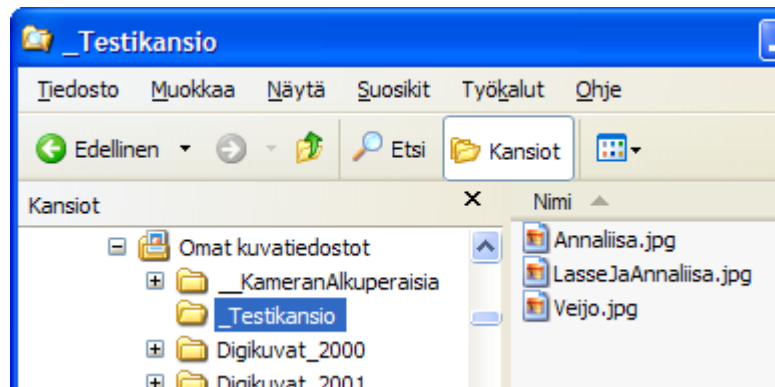 _Testikansio
Tiedosto Muokkaa Näytä Suosikit Työkalut Ohje
Edellinen Etsi Kansiot
Kansiot
Omat kuvatiedostot
__KameranAlkuperaisia
_Testikansio
Digikuvat_2000
Digikuvat_2001
Nimi
Annaliisa.jpg
LasseJaAnnaliisa.jpg
Veijo.jpg